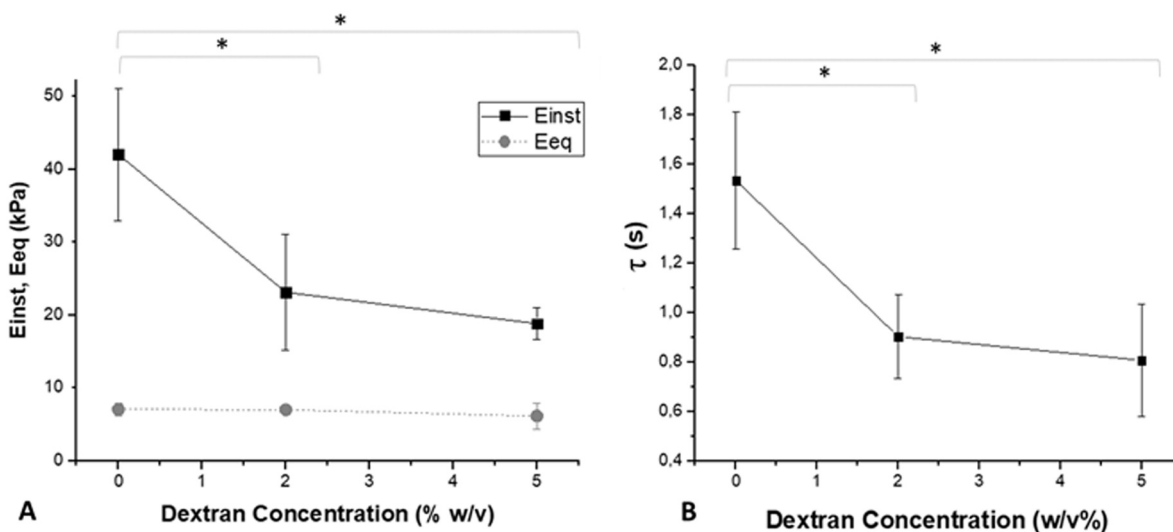 *
*
50
40
30
20
10
0
Einst, Eeq (kPa)
Einst
Eeq
0 1 2 3 4 5
A
Dextran Concentration (% w/v)
*
*
2,0
1,8
1,6
1,4
1,2
1,0
0,8
0,6
0,4
τ (s)
0 1 2 3 4 5
B
Dextran Concentration (w/v%)